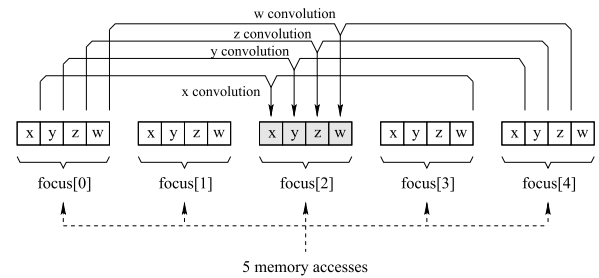 w convolution
z convolution
y convolution
x convolution
x y z w x y z w x y z w x y z w x y z w
focus[0] focus[1] focus[2] focus[3] focus[4]
5 memory accesses